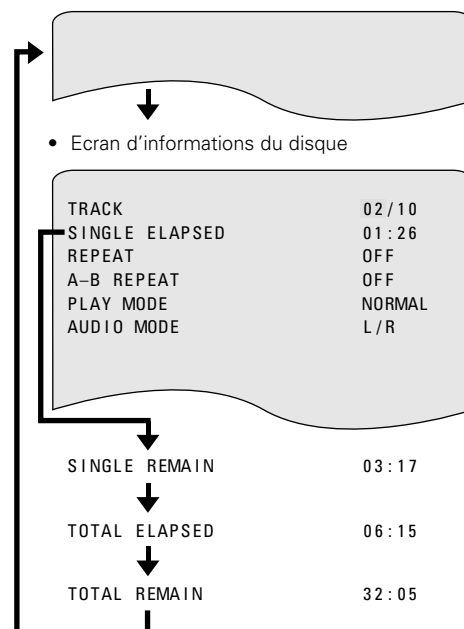 • Ecran d'informations du disque
TRACK 02/10
SINGLE ELAPSED 01:26
REPEAT OFF
A–B REPEAT OFF
PLAY MODE NORMAL
AUDIO MODE L/R
SINGLE REMAIN 03:17
TOTAL ELAPSED 06:15
TOTAL REMAIN 32:05